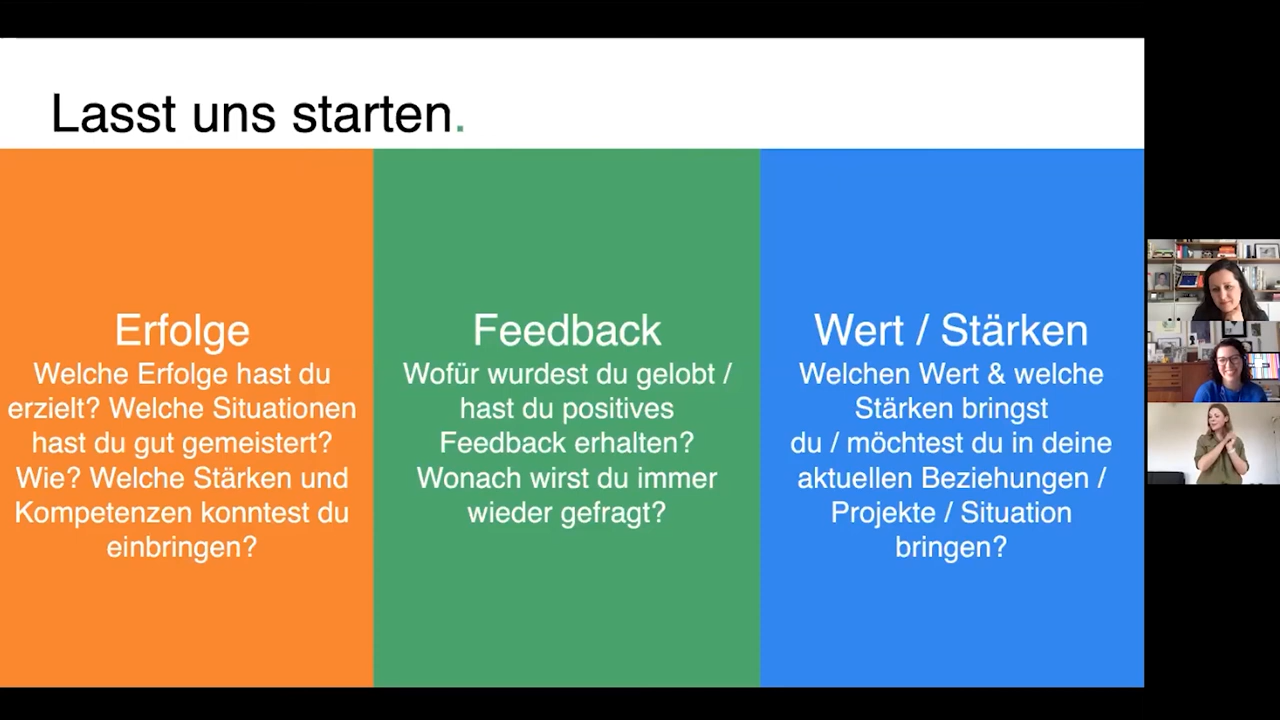 Lasst uns starten.
Erfolge
Welche Erfolge hast du
erzielt? Welche Situationen
hast du gut gemeistert?
Wie? Welche Stärken und
Kompetenzen konntest du
einbringen?
Feedback
Wofür wurdest du gelobt /
hast du positives
Feedback erhalten?
Wonach wirst du immer
wieder gefragt?
Wert / Stärken
Welchen Wert & welche
Stärken bringst
du / möchtest du in deine
aktuellen Beziehungen /
Projekte / Situation
bringen?